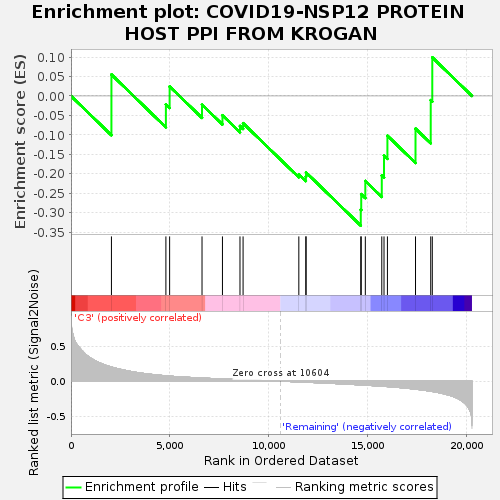 Enrichment plot: COVID19-NSP12 PROTEIN
HOST PPI FROM KROGAN
Enrichment score (ES)
0.10
0.05
0.00
-0.05
-0.10
-0.15
-0.20
-0.25
-0.30
-0.35
'C3' (positively correlated)
Ranked list metric (Signal2Noise)
0.5
0.0
-0.5
Zero cross at 10604
'Remaining' (negatively correlated)
0
5,000
10,000
15,000
20,000
Rank in Ordered Dataset
Enrichment profile
Hits
Ranking metric scores